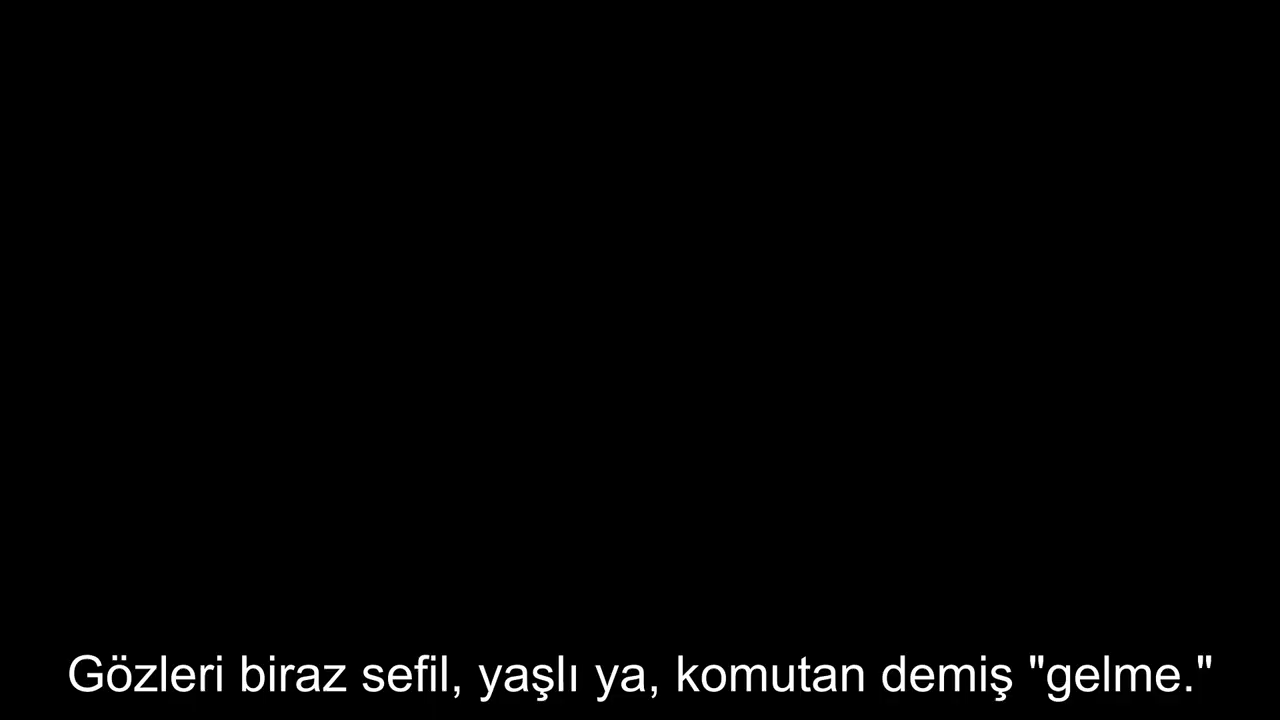 Gözleri biraz sefil, yaşlı ya, komutan demiş "gelme."